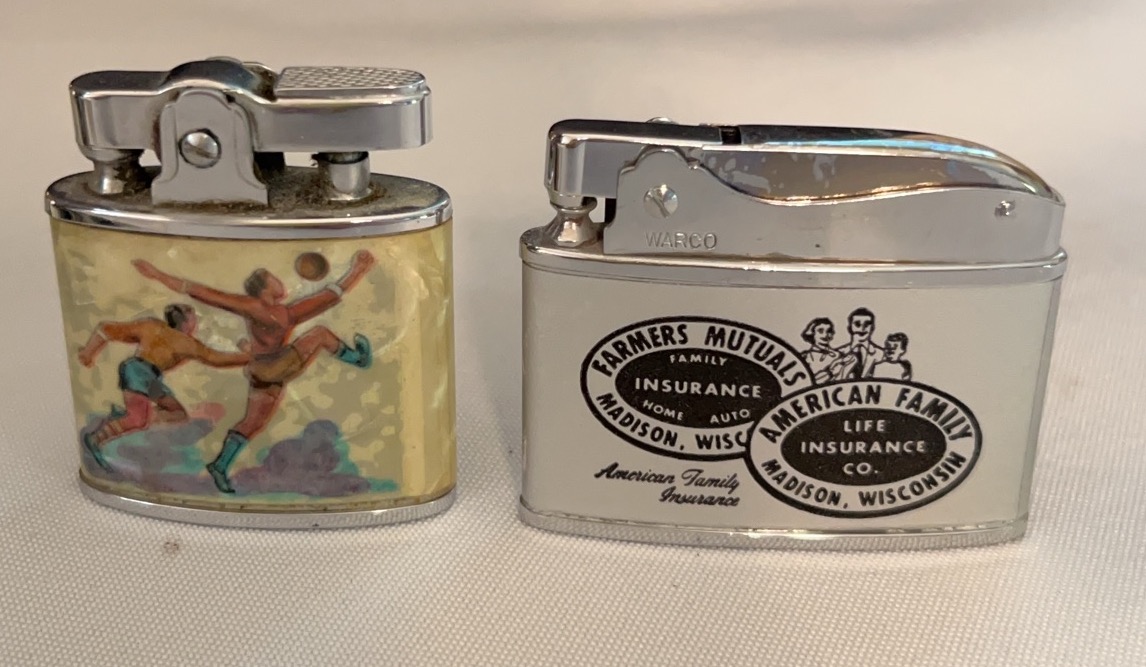 WARCO
FARMERS MUTUALS
FAMILY
INSURANCE
HOME AUTO
MADISON, WISC
AMERICAN FAMILY
LIFE
INSURANCE
CO.
MADISON, WISCONSIN
American Family
Insurance